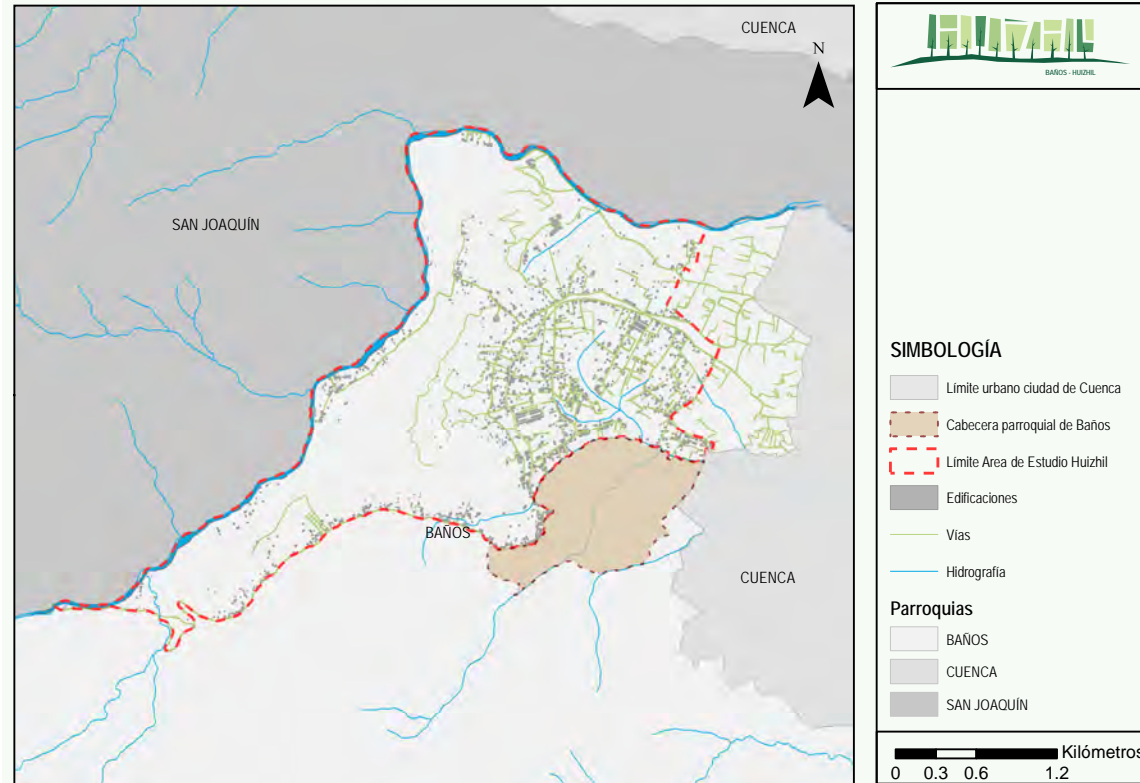 CUENCA
N
SAN JOAQUÍN
BAÑOS
CUENCA
BAÑOS - HUIZHIL
SIMBOLOGÍA
Límite urbano ciudad de Cuenca
Cabecera parroquial de Baños
Límite Area de Estudio Huizhil
Edificaciones
Vías
Hidrografía
Parroquias
BAÑOS
CUENCA
SAN JOAQUÍN
Kilómetros
0 0.3 0.6 1.2